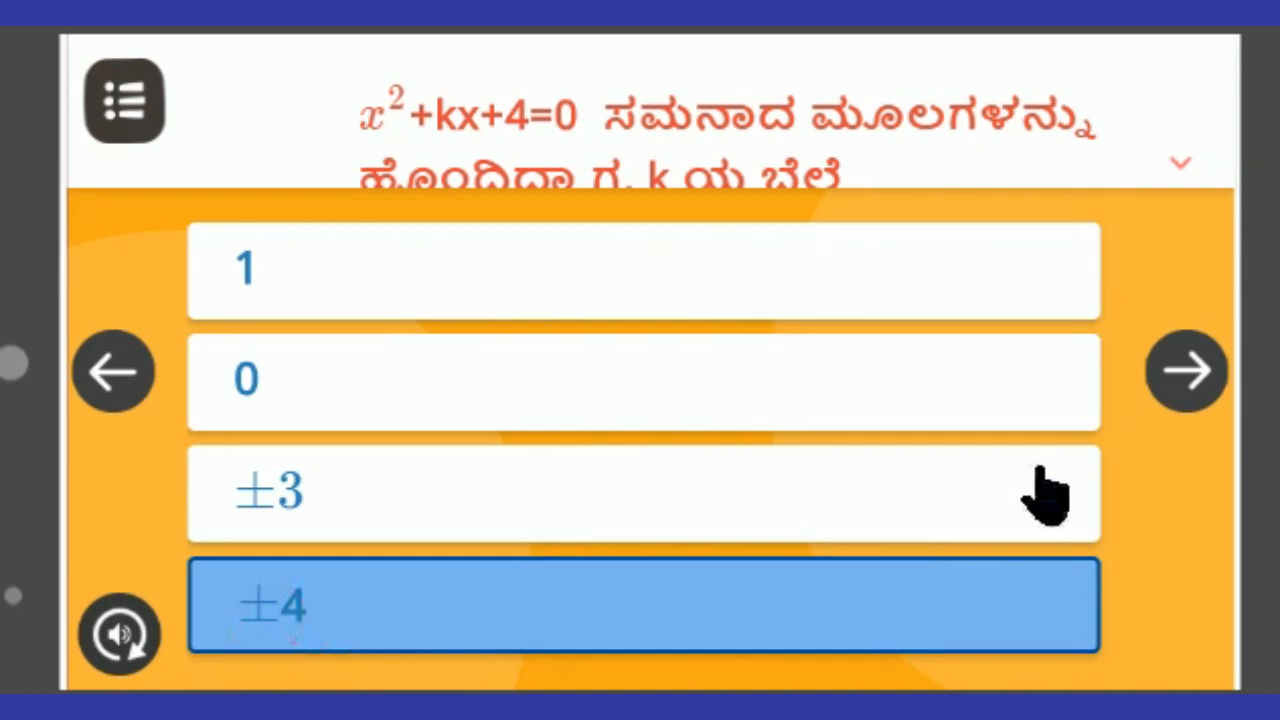 x²+kx+4=0 ಸಮನಾದ ಮೂಲಗಳನ್ನು
ಹೊಂದಿದ್ದಾಗ, k ಯ ಬೆಲೆ
1
0
±3
±4